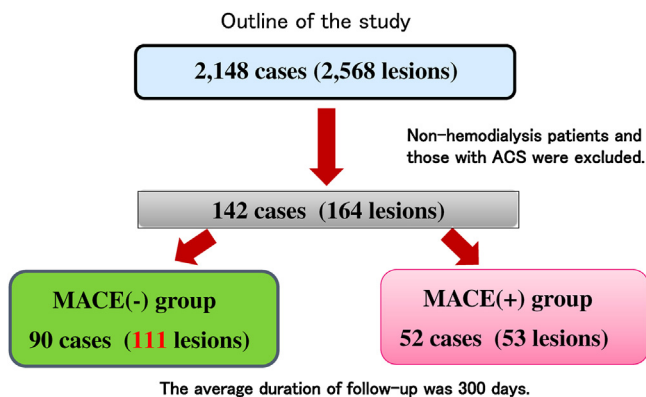 Outline of the study
2,148 cases (2,568 lesions)
Non-hemodialysis patients and
those with ACS were excluded.
142 cases (164 lesions)
MACE(-) group
90 cases (111 lesions)
MACE(+) group
52 cases (53 lesions)
The average duration of follow-up was 300 days.